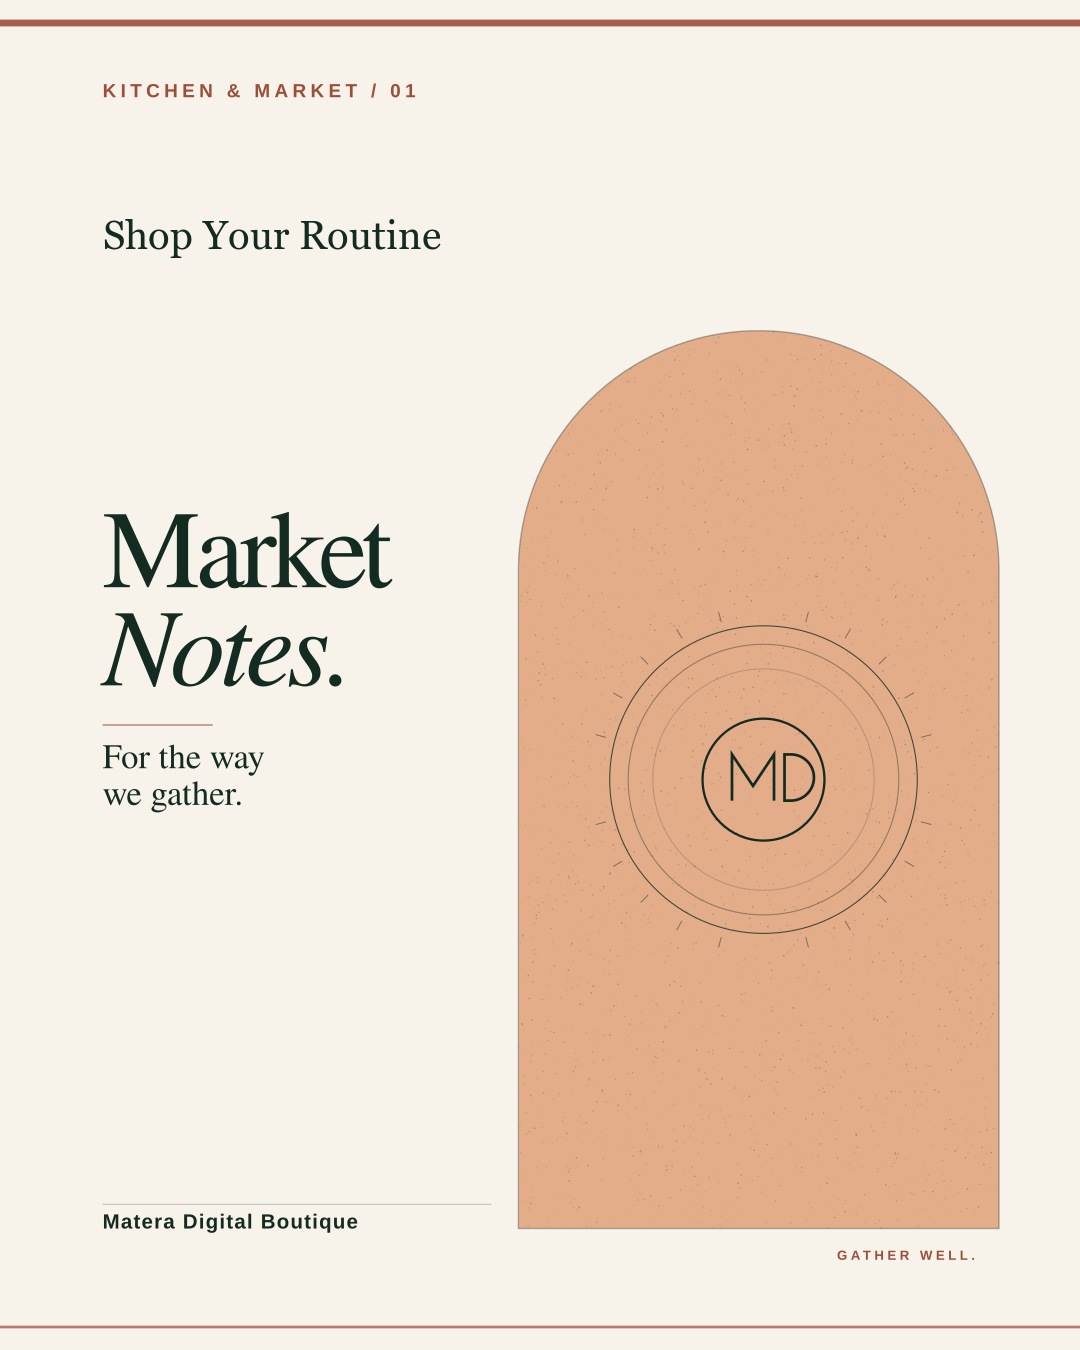 KITCHEN & MARKET / 01
Shop Your Routine
Market
Notes.
For the way
we gather.
MD
Matera Digital Boutique
GATHER WELL.